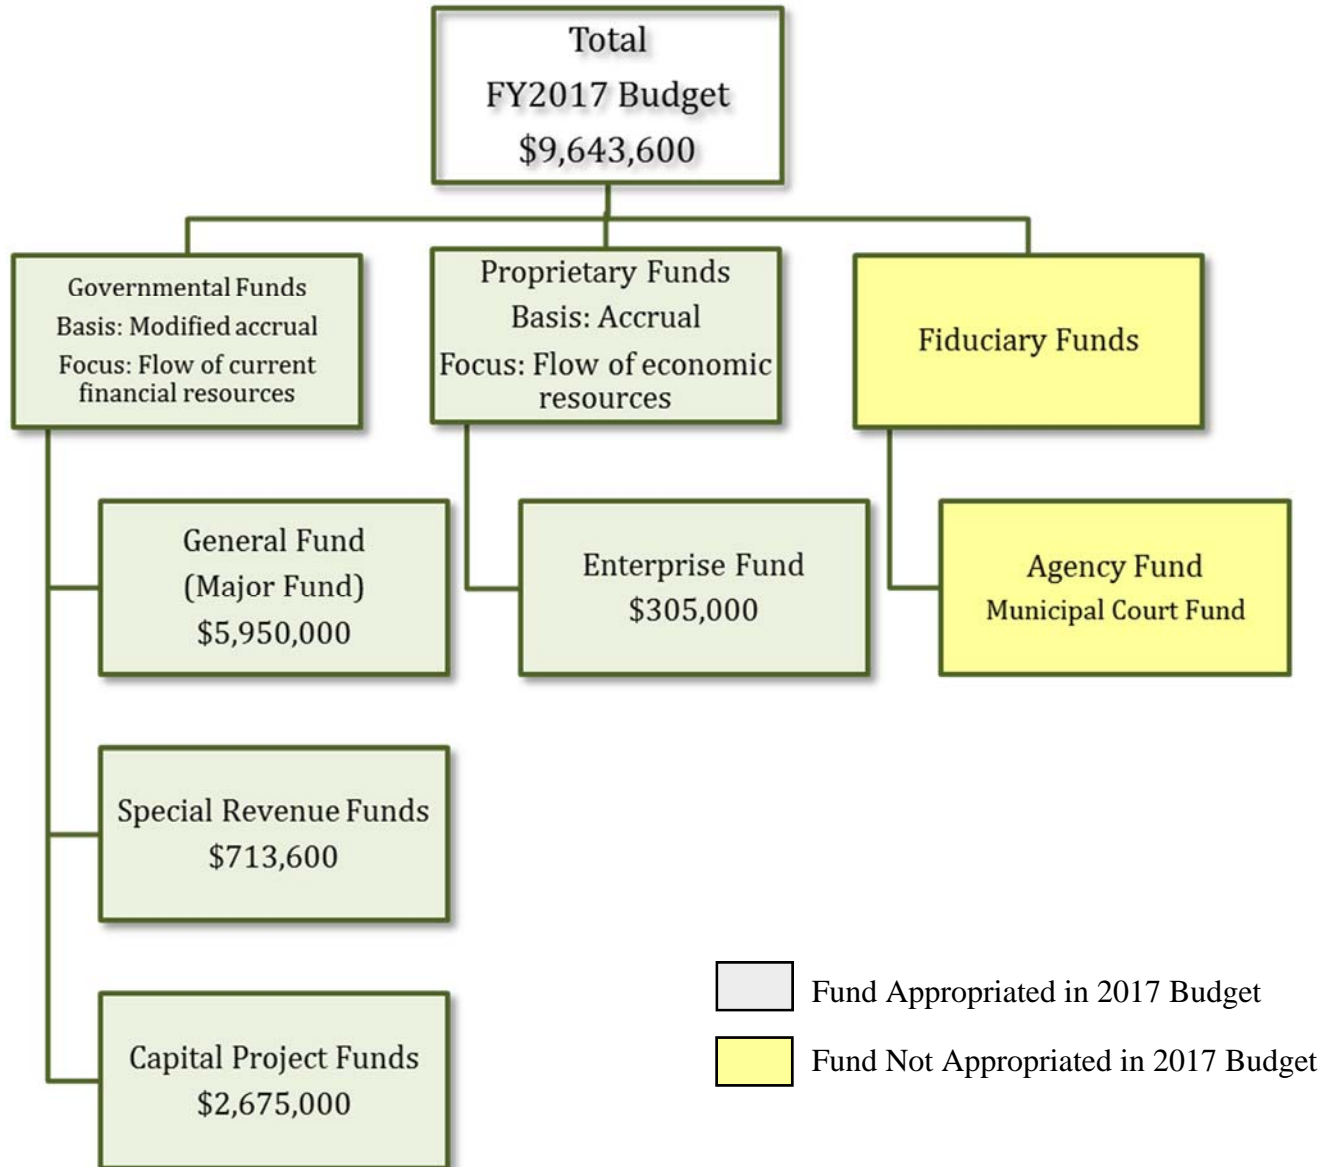 Total
FY2017 Budget
$9,643,600
Governmental Funds
Basis: Modified accrual
Focus: Flow of current
financial resources
Proprietary Funds
Basis: Accrual
Focus: Flow of economic
resources
Fiduciary Funds
General Fund
(Major Fund)
$5,950,000
Enterprise Fund
$305,000
Agency Fund
Municipal Court Fund
Special Revenue Funds
$713,600
Capital Project Funds
$2,675,000
Fund Appropriated in 2017 Budget
Fund Not Appropriated in 2017 Budget